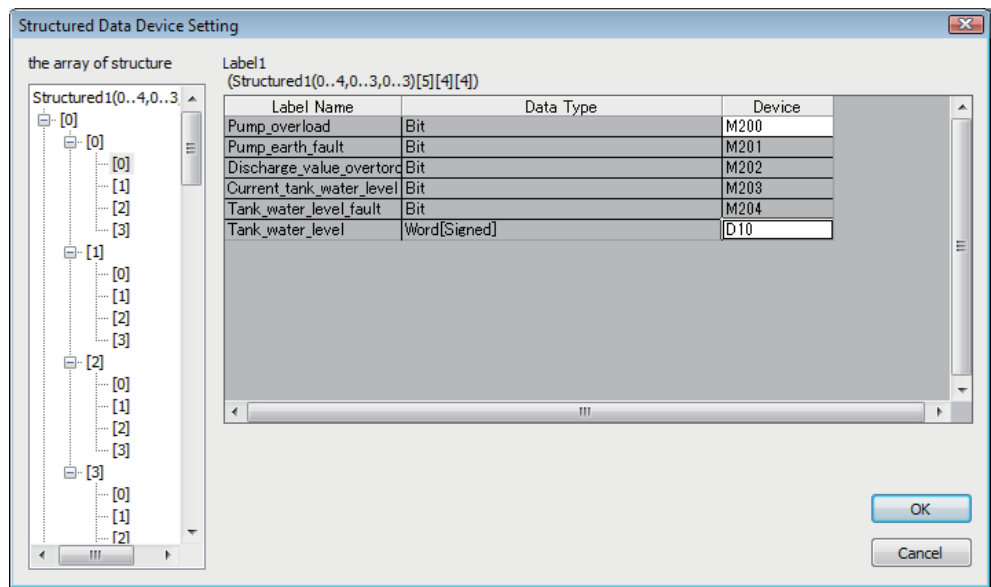 Structured Data Device Setting
the array of structure
Structured1(0..4,0..3,
[0]
[0]
[0]
[1]
[2]
[3]
[1]
[0]
[1]
[2]
[3]
[2]
[0]
[1]
[2]
[3]
[3]
[0]
[1]
[2]
Label1
(Structured1(0..4,0..3,0..3)[5][4][4])
Label Name Data Type Device
Pump_overload Bit M200
Pump_earth_fault Bit M201
Discharge_value_overtorq Bit M202
Current_tank_water_level Bit M203
Tank_water_level_fault Bit M204
Tank_water_level Word[Signed] D10
OK
Cancel